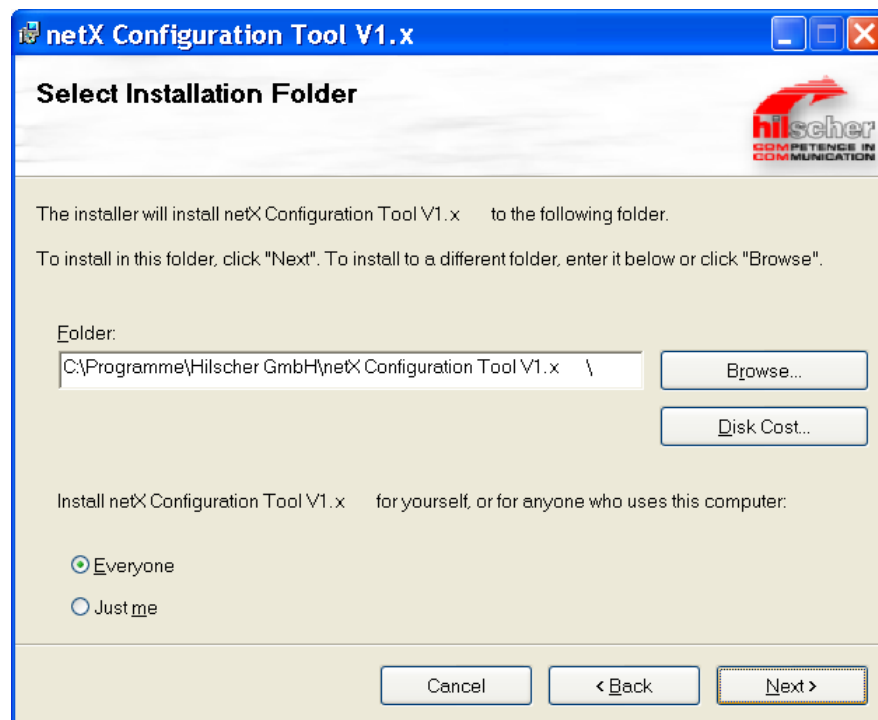 netX Configuration Tool V1.x
Select Installation Folder
hilscher
COMPETENCE IN
COMMUNICATION
The installer will install netX Configuration Tool V1.x to the following folder.
To install in this folder, click "Next". To install to a different folder, enter it below or click "Browse".
Folder:
C:\Programme\Hilscher GmbH\netX Configuration Tool V1.x \
Browse...
Disk Cost...
Install netX Configuration Tool V1.x for yourself, or for anyone who uses this computer:
Everyone
Just me
Cancel < Back Next >